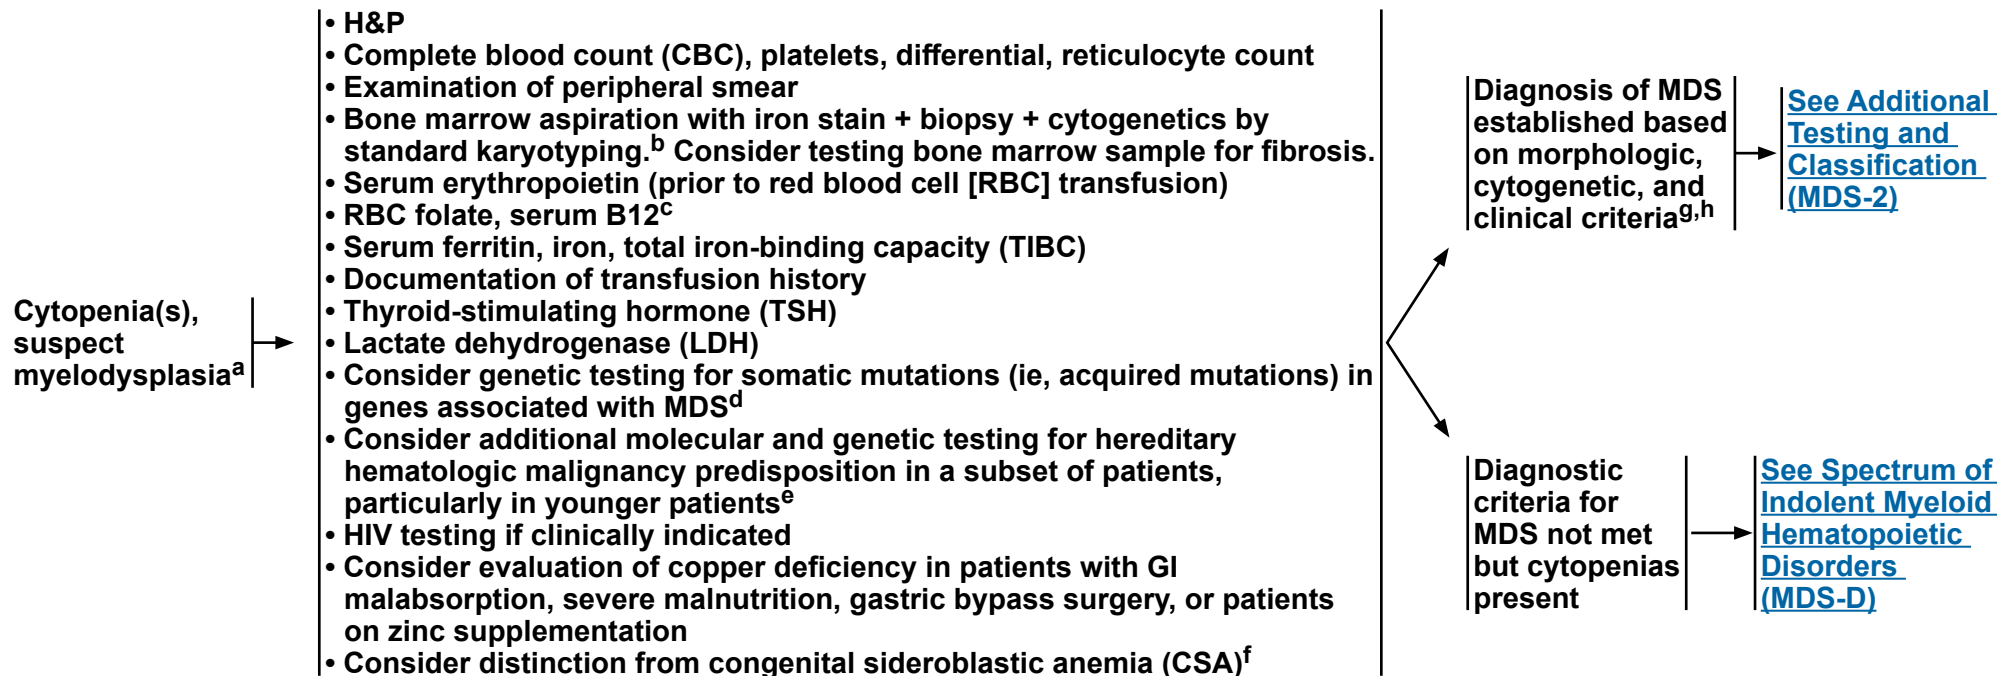 Cytopenia(s),
suspect
myelodysplasiaa
• H&P
• Complete blood count (CBC), platelets, differential, reticulocyte count
• Examination of peripheral smear
• Bone marrow aspiration with iron stain + biopsy + cytogenetics by
standard karyotyping.b Consider testing bone marrow sample for fibrosis.
• Serum erythropoietin (prior to red blood cell [RBC] transfusion)
• RBC folate, serum B12c
• Serum ferritin, iron, total iron-binding capacity (TIBC)
• Documentation of transfusion history
• Thyroid-stimulating hormone (TSH)
• Lactate dehydrogenase (LDH)
• Consider genetic testing for somatic mutations (ie, acquired mutations) in
genes associated with MDSd
• Consider additional molecular and genetic testing for hereditary
hematologic malignancy predisposition in a subset of patients,
particularly in younger patientse
• HIV testing if clinically indicated
• Consider evaluation of copper deficiency in patients with GI
malabsorption, severe malnutrition, gastric bypass surgery, or patients
on zinc supplementation
• Consider distinction from congenital sideroblastic anemia (CSA)f
Diagnosis of MDS
established based
on morphologic,
cytogenetic, and
clinical criteriag,h
See Additional
Testing and
Classification
(MDS-2)
Diagnostic
criteria for
MDS not met
but cytopenias
present
See Spectrum of
Indolent Myeloid
Hematopoietic
Disorders
(MDS-D)